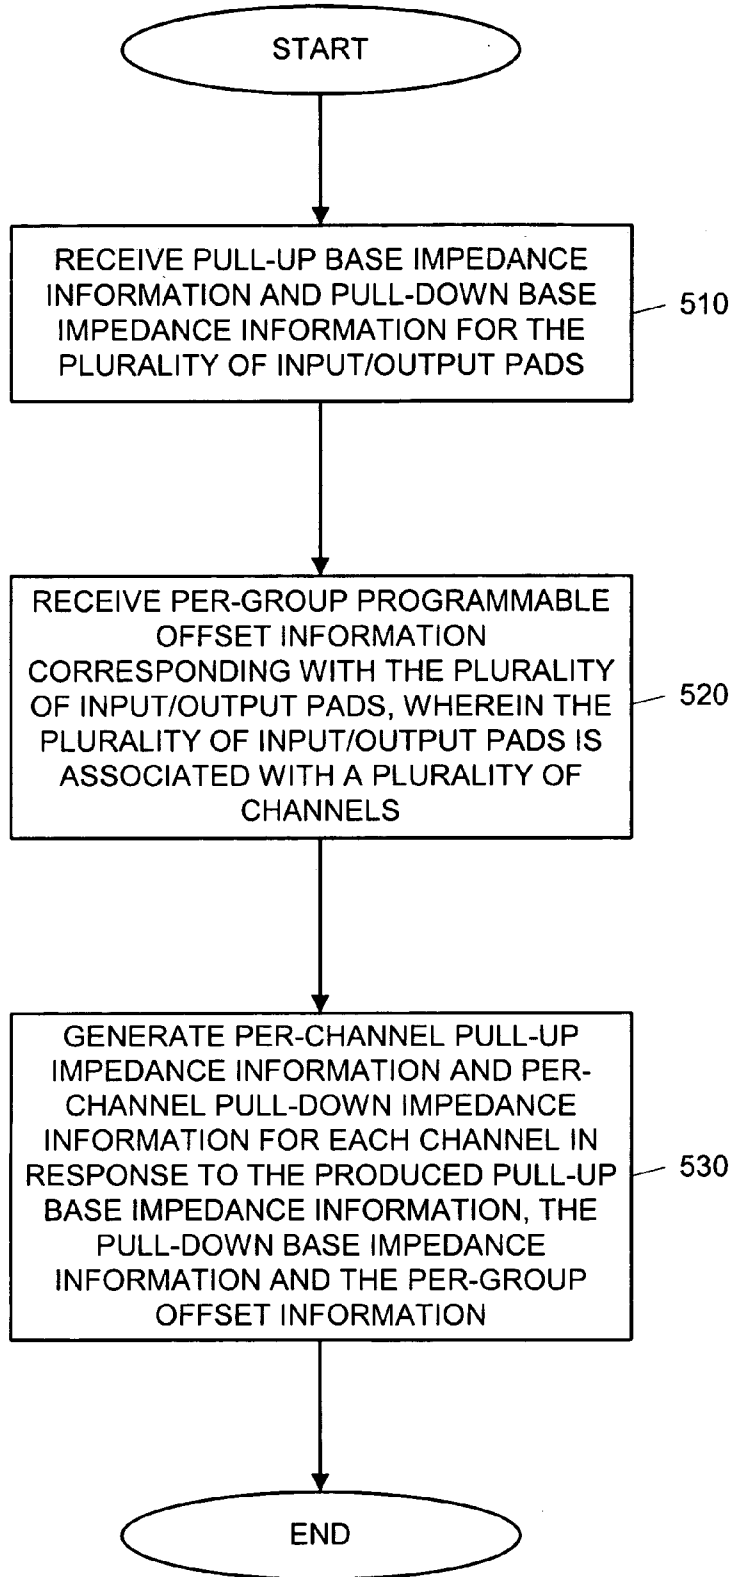 START
RECEIVE PULL-UP BASE IMPEDANCE
INFORMATION AND PULL-DOWN BASE
IMPEDANCE INFORMATION FOR THE
PLURALITY OF INPUT/OUTPUT PADS
510
RECEIVE PER-GROUP PROGRAMMABLE
OFFSET INFORMATION
CORRESPONDING WITH THE PLURALITY
OF INPUT/OUTPUT PADS, WHEREIN THE
PLURALITY OF INPUT/OUTPUT PADS IS
ASSOCIATED WITH A PLURALITY OF
CHANNELS
520
GENERATE PER-CHANNEL PULL-UP
IMPEDANCE INFORMATION AND PER-
CHANNEL PULL-DOWN IMPEDANCE
INFORMATION FOR EACH CHANNEL IN
RESPONSE TO THE PRODUCED PULL-UP
BASE IMPEDANCE INFORMATION, THE
PULL-DOWN BASE IMPEDANCE
INFORMATION AND THE PER-GROUP
OFFSET INFORMATION
530
END